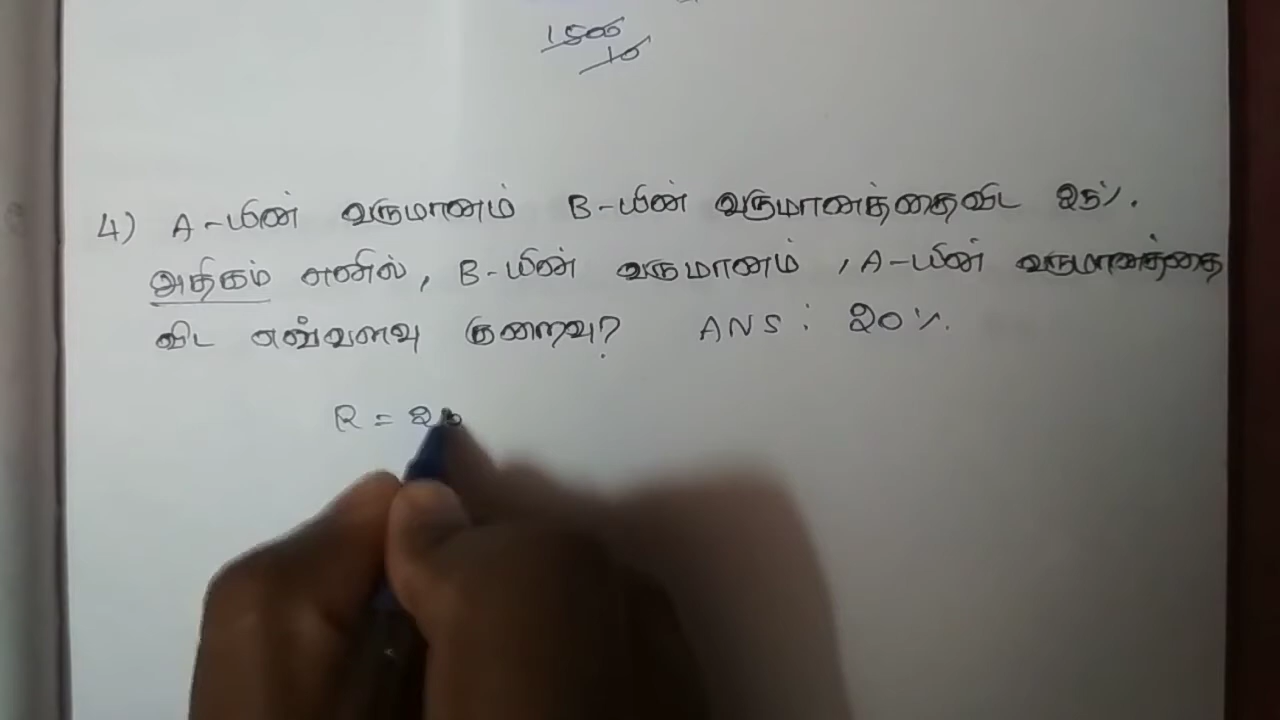 1500
10
4) A-யின் வருமானம் B-யின் வருமானத்தைவிட 25%.
அதிகம் எனில், B-யின் வருமானம் , A-யின் வருமானத்தை
விட எவ்வளவு குறைவு? ANS : 20%.
R = 25